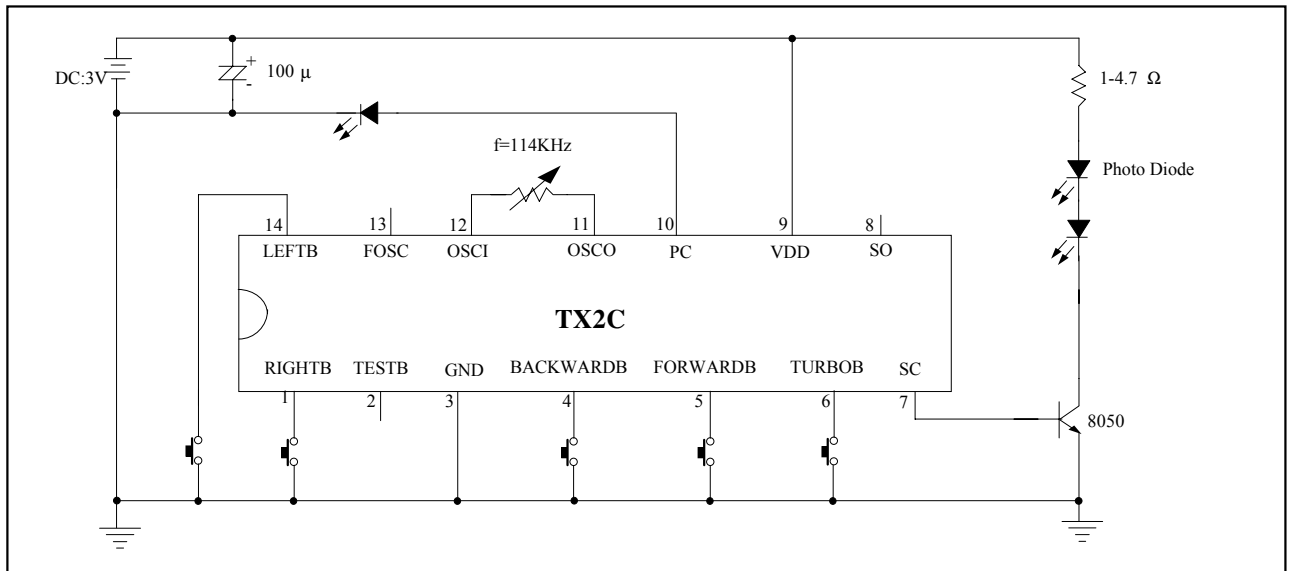 DC:3V
+
100 μ
-
1-4.7 Ω
f=114KHz
Photo Diode
14 13 12 11 10 9 8
LEFTB FOSC OSCI OSCO PC VDD SO
TX2C
RIGHTB TESTB GND BACKWARDB FORWARDB TURBOB SC
1 2 3 4 5 6 7
8050